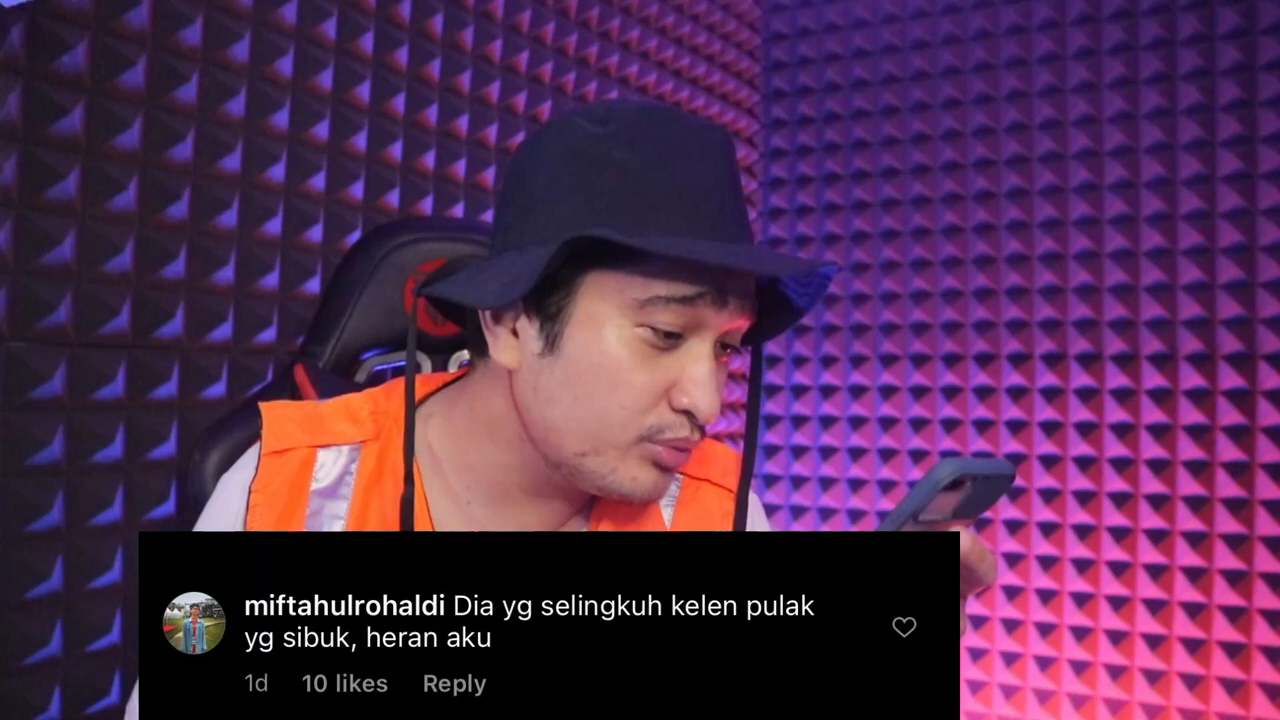 miftahulrohaldi Dia yg selingkuh kelen pulak
yg sibuk, heran aku
1d 10 likes Reply